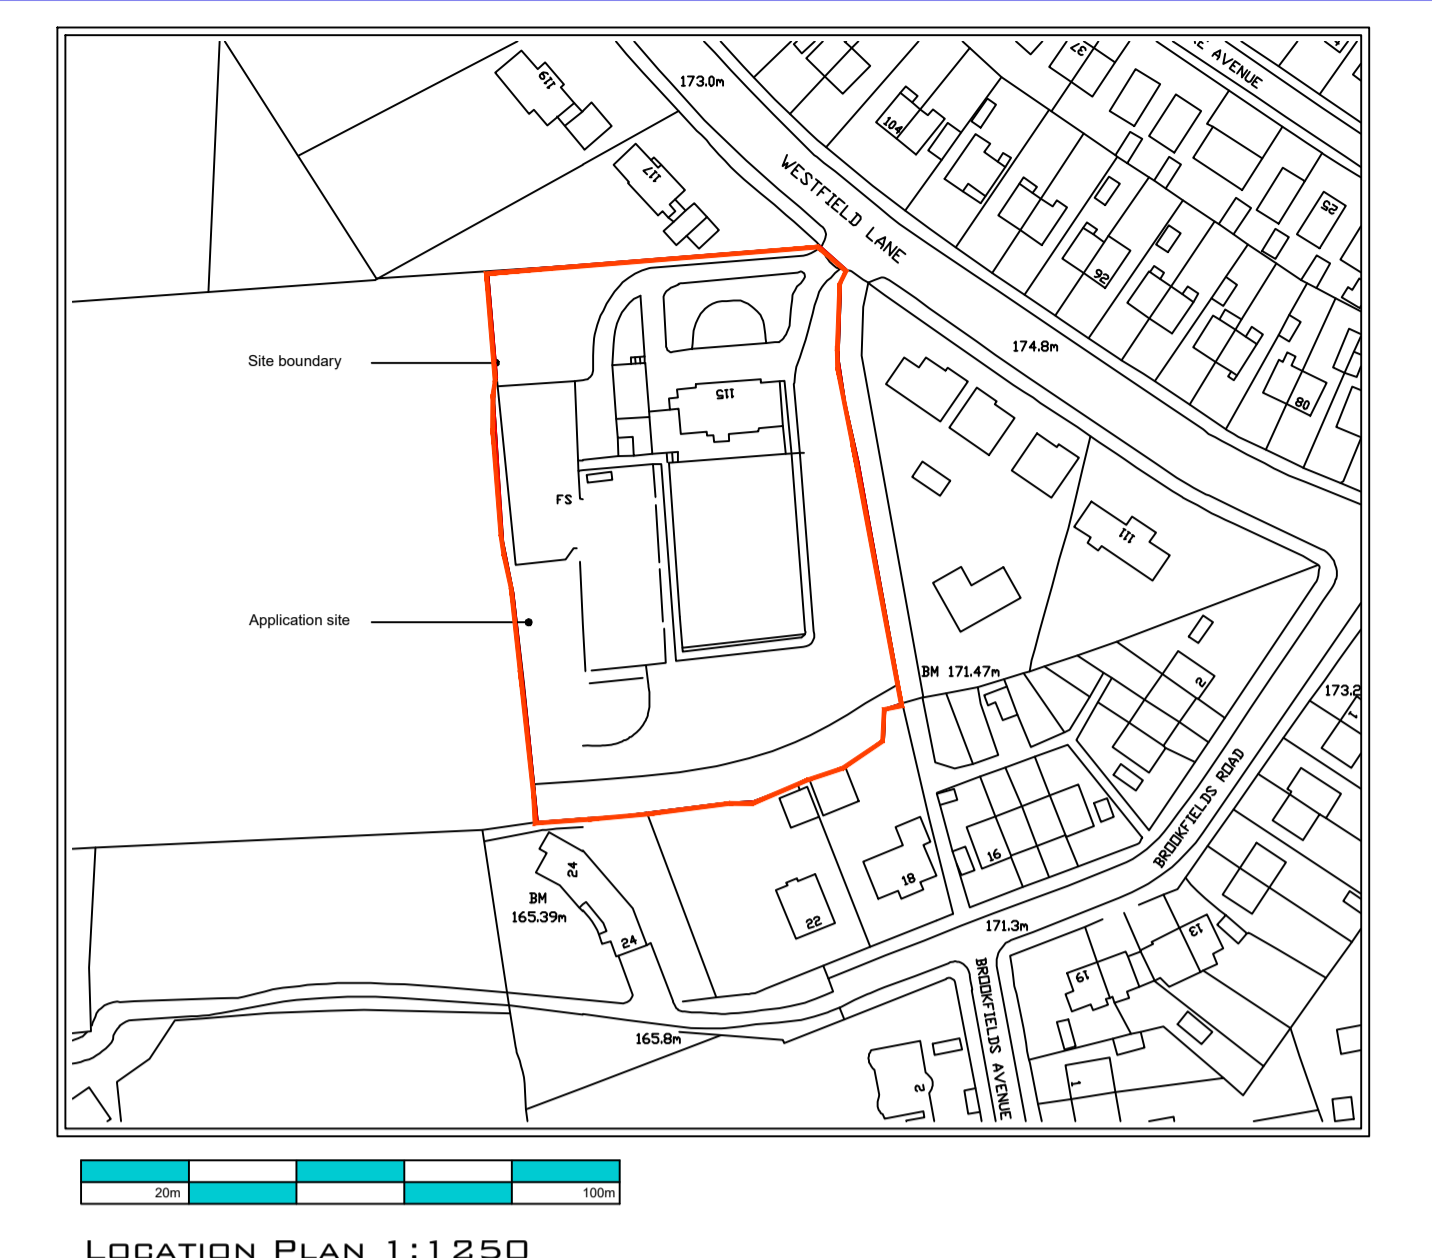 119
173.0m
37
AVENUE
104
117
WESTFIELD LANE
25
92
174.8m
80
Site boundary
115
FS
111
Application site
BM 171.47m
2
173.2
1
BROOKFIELDS ROAD
24
16
18
BM
165.39m
22
24
171.3m
13
19
BROOKFIELDS AVENUE
165.8m
2
1
20m
100m
LOCATION PLAN 1:1250